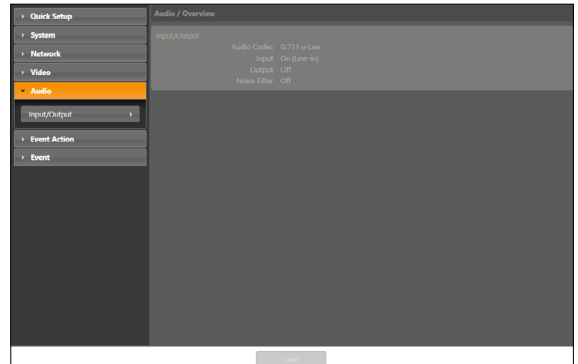 Quick Setup
System
Network
Video
Audio
Input/Output
Event Action
Event
Audio / Overview
Input/Output
Audio Codec : G.711 u-Law
Input : On (Line-in)
Output : Off
Noise Filter : Off
Save